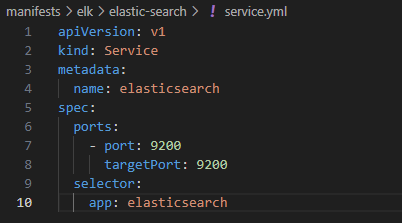 manifests > elk > elastic-search > ! service.yml
1 apiVersion: v1
2 kind: Service
3 metadata:
4   name: elasticsearch
5 spec:
6   ports:
7     - port: 9200
8       targetPort: 9200
9   selector:
10     app: elasticsearch